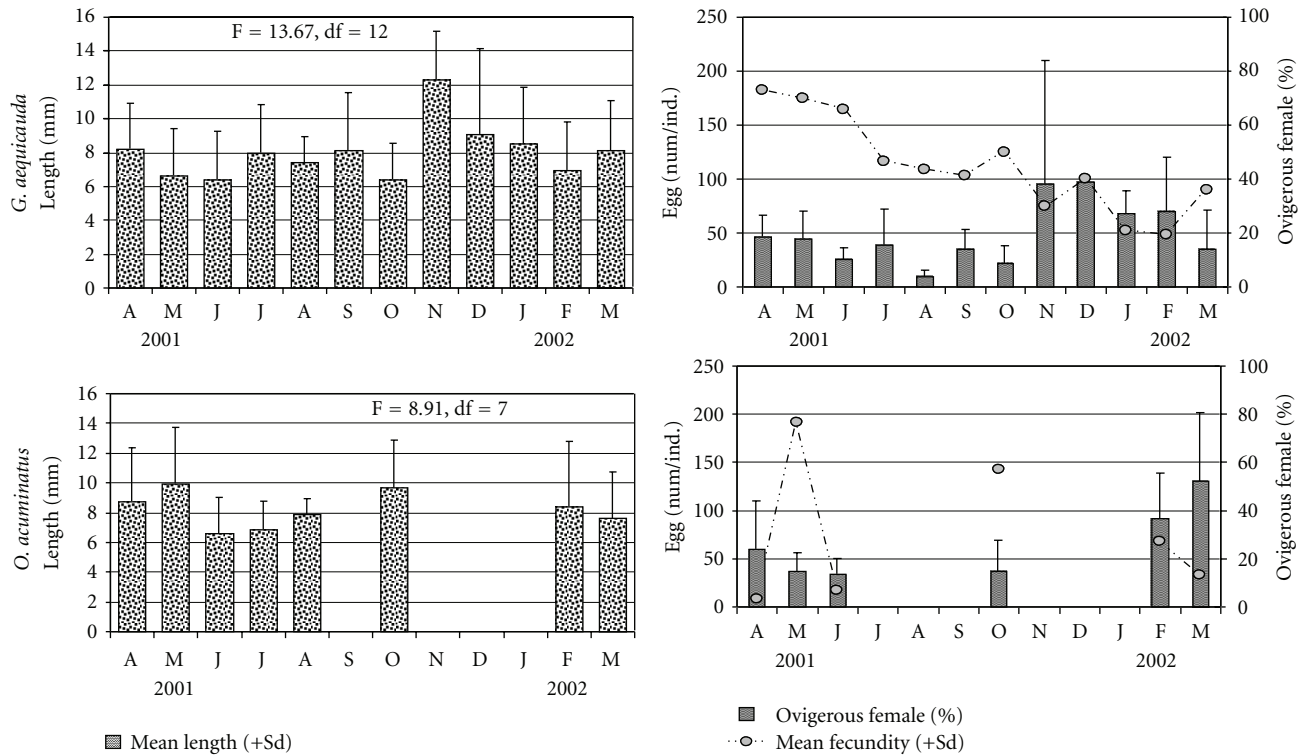 G. aequicauda
Length (mm)
16
14
12
10
8
6
4
2
0
F = 13.67, df = 12
A M J J A S O N D J F M
2001 2002
Egg (num/ind.)
250
200
150
100
50
0
100
80
60
40
20
0
Ovigerous female (%)
A M J J A S O N D J F M
2001 2002
O. acuminatus
Length (mm)
16
14
12
10
8
6
4
2
0
F = 8.91, df = 7
A M J J A S O N D J F M
2001 2002
Mean length (+Sd)
Egg (num/ind.)
250
200
150
100
50
0
100
80
60
40
20
0
Ovigerous female (%)
A M J J A S O N D J F M
2001 2002
Ovigerous female (%)
Mean fecundity (+Sd)